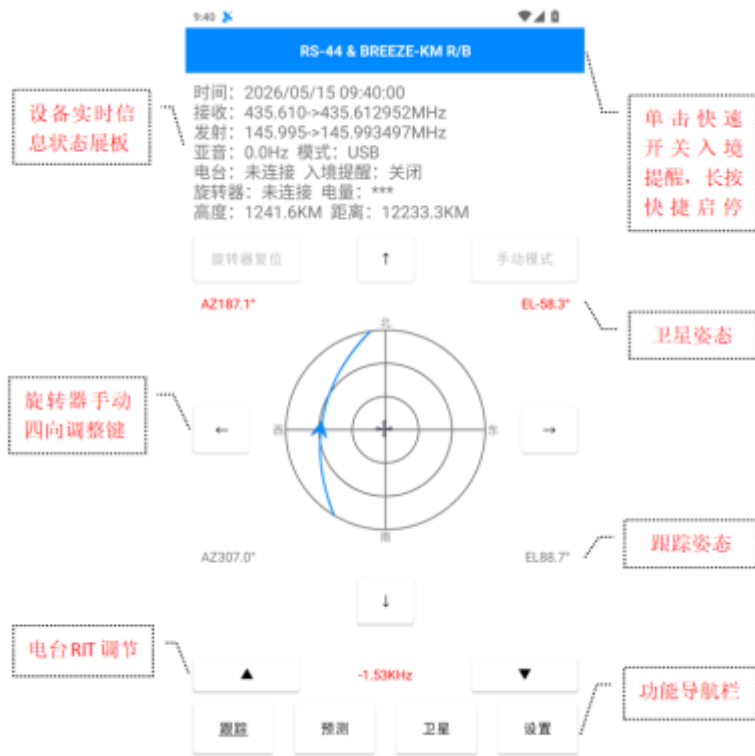 9:40
RS-44 & BREEZE-KM R/B
时间：2026/05/15 09:40:00
接收：435.610->435.612952MHz
发射：145.995->145.993497MHz
亚音：0.0Hz 模式：USB
电台：未连接 入境提醒：关闭
旋转器：未连接 电量：***
高度：1241.6KM 距离：12233.3KM
设备实时信
息状态展板
单击快速
开关入境
提醒，长按
快捷启停
旋转器复位
↑
手动模式
AZ187.1°
EL-58.3°
卫星姿态
北
旋转器手动
四向调整键
←
西
东
→
南
AZ307.0°
EL88.7°
跟踪姿态
↓
电台 RIT 调节
▲
-1.53KHz
▼
功能导航栏
跟踪
预测
卫星
设置